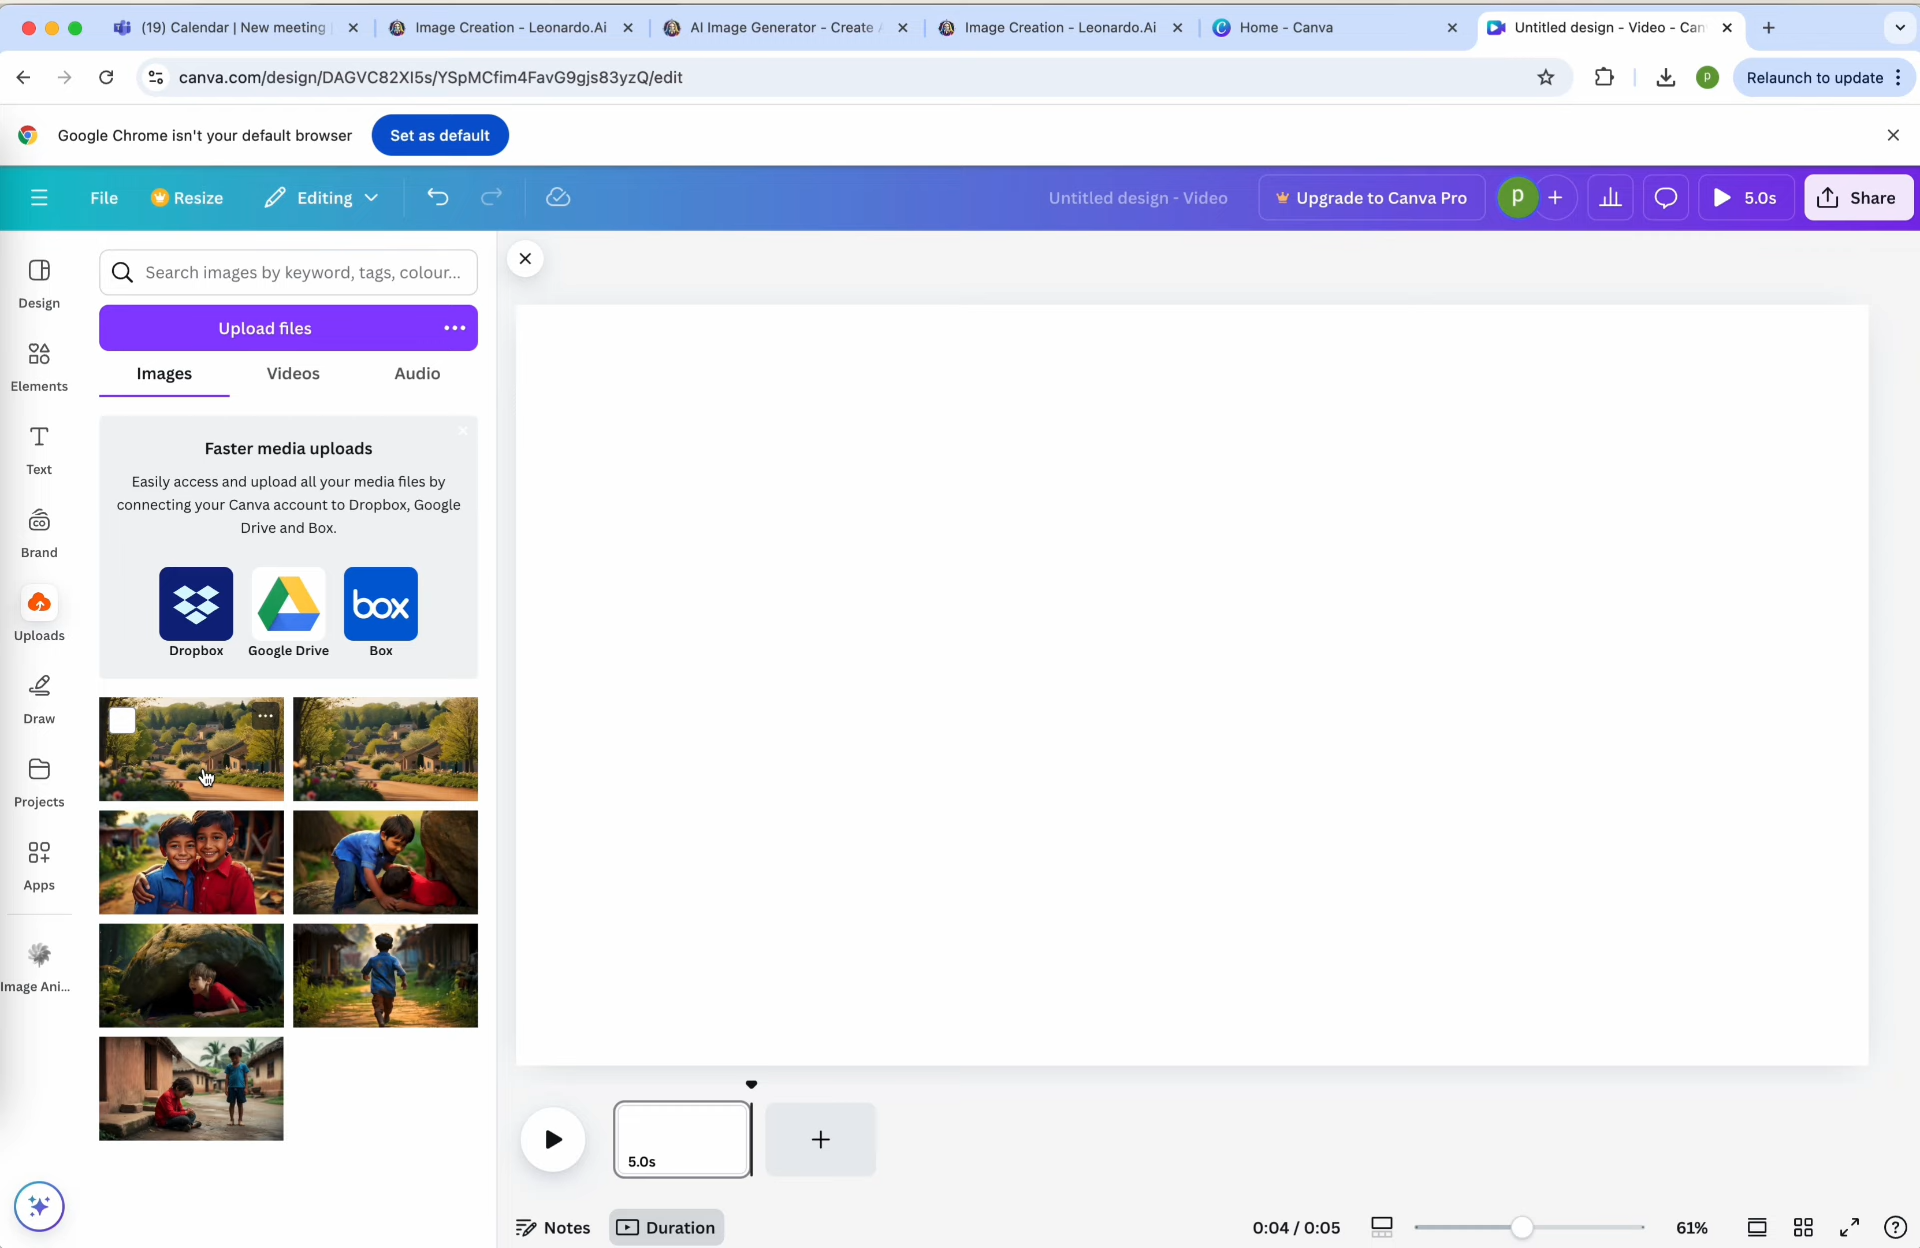 (19) Calendar | New meeting
Image Creation - Leonardo.Ai
AI Image Generator - Create
Image Creation - Leonardo.Ai
Home - Canva
Untitled design - Video - Can
canva.com/design/DAGVC82XI5s/YSpMCfim4FavG9gjs83yzQ/edit
p
Relaunch to update
Google Chrome isn't your default browser
Set as default
File
Resize
Editing
Untitled design - Video
Upgrade to Canva Pro
p
5.0s
Share
Design
Elements
Text
Brand
Uploads
Draw
Projects
Apps
Image Ani...
Search images by keyword, tags, colour...
Upload files
Images
Videos
Audio
Faster media uploads
Easily access and upload all your media files by
connecting your Canva account to Dropbox, Google
Drive and Box.
box
Dropbox
Google Drive
Box
5.0s
Notes
Duration
0:04 / 0:05
61%